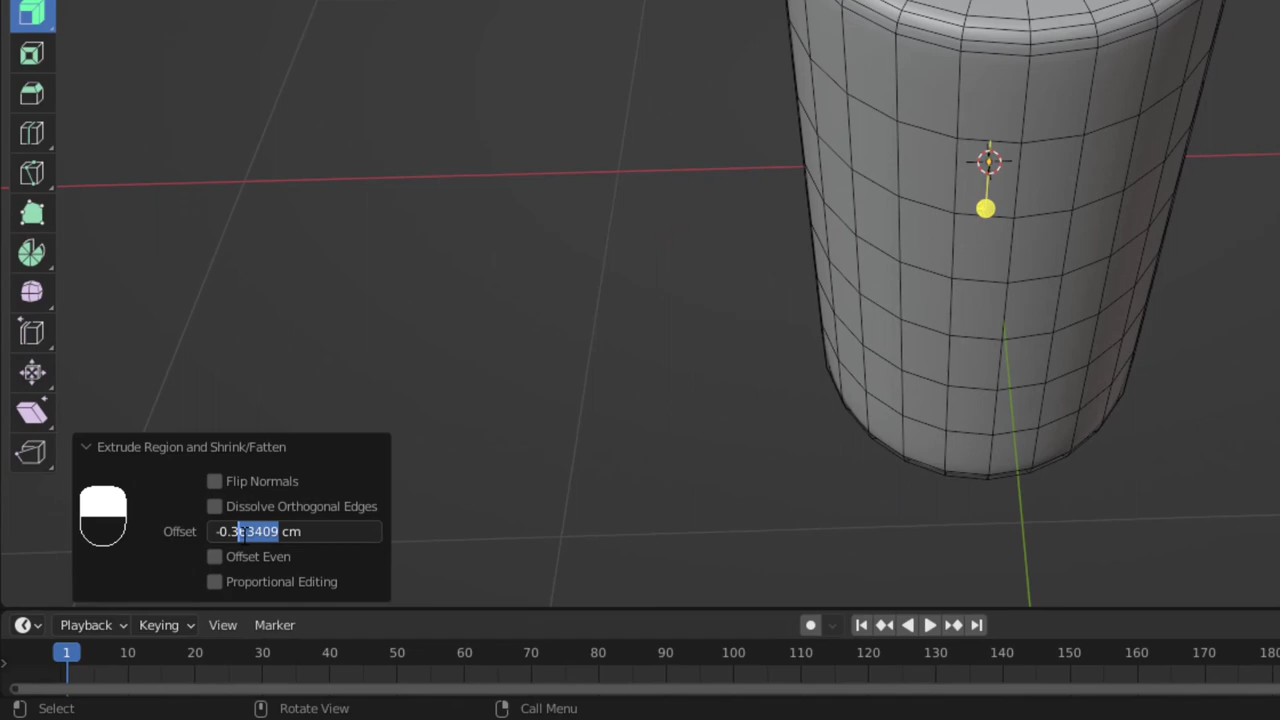 Extrude Region and Shrink/Fatten
Flip Normals
Dissolve Orthogonal Edges
Offset cm
Offset Even
Proportional Editing
Playback Keying View Marker
1 10 20 30 40 50 60 70 80 90 100 110 120 130 140 150 160 170
Select Rotate View Call Menu